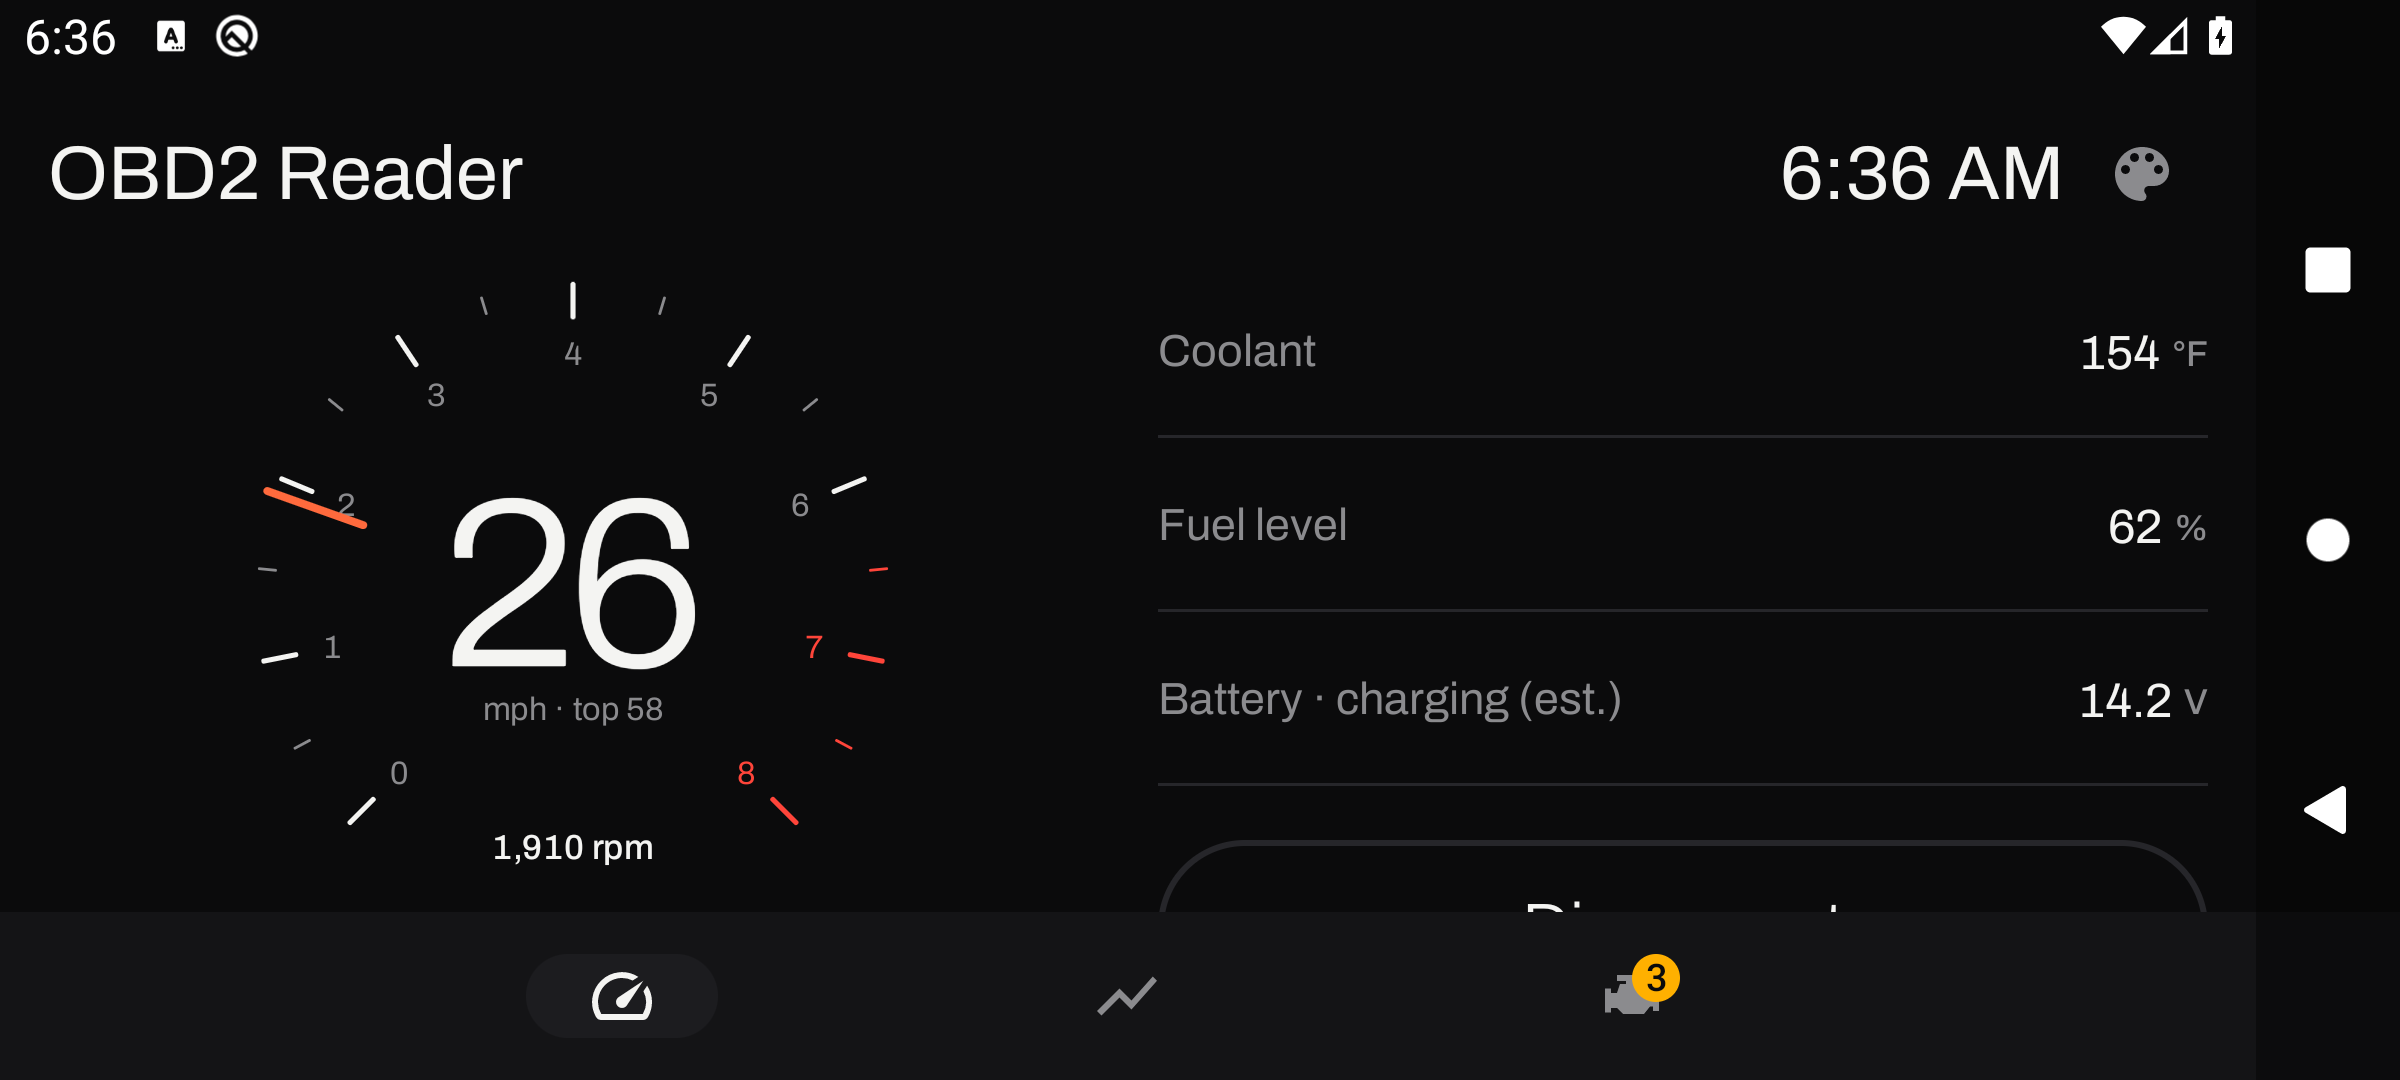 6:36
OBD2 Reader
6:36 AM
4
3
5
2
6
1
7
0
8
26
mph · top 58
1,910 rpm
Coolant
154 °F
Fuel level
62 %
Battery · charging (est.)
14.2 V
3